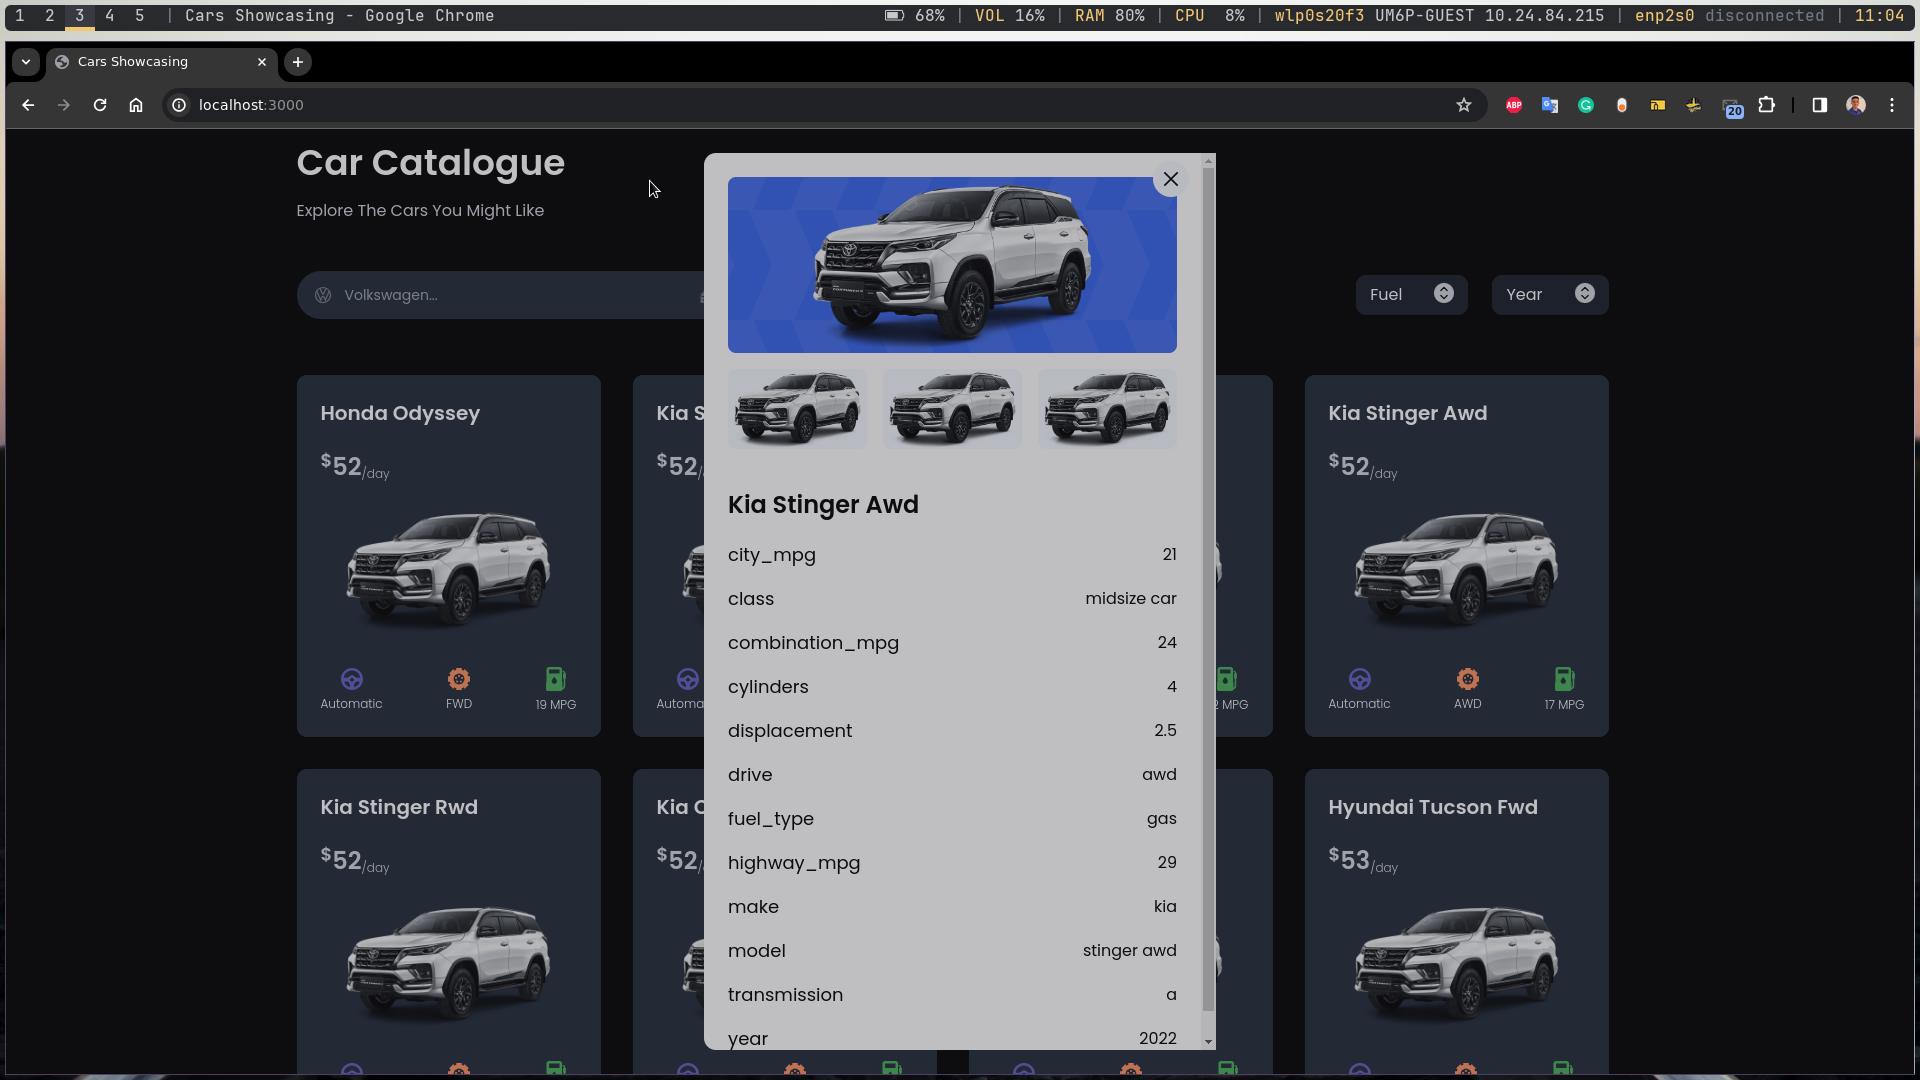 1 2 3 4 5 | Cars Showcasing - Google Chrome
68% | VOL 16% | RAM 80% | CPU 8% | wlp0s20f3 UM6P-GUEST 10.24.84.215 | enp2s0 disconnected | 11:04
Cars Showcasing
localhost:3000
ABP
20
Car Catalogue
Explore The Cars You Might Like
Volkswagen...
Fuel
Year
Honda Odyssey
$52/day
Automatic
FWD
19 MPG
Kia S
$52/
Automa
2 MPG
Kia Stinger Awd
$52/day
Automatic
AWD
17 MPG
Kia Stinger Rwd
$52/day
Kia
$52/
Hyundai Tucson Fwd
$53/day
Kia Stinger Awd
city_mpg 21
class midsize car
combination_mpg 24
cylinders 4
displacement 2.5
drive awd
fuel_type gas
highway_mpg 29
make kia
model stinger awd
transmission a
year 2022